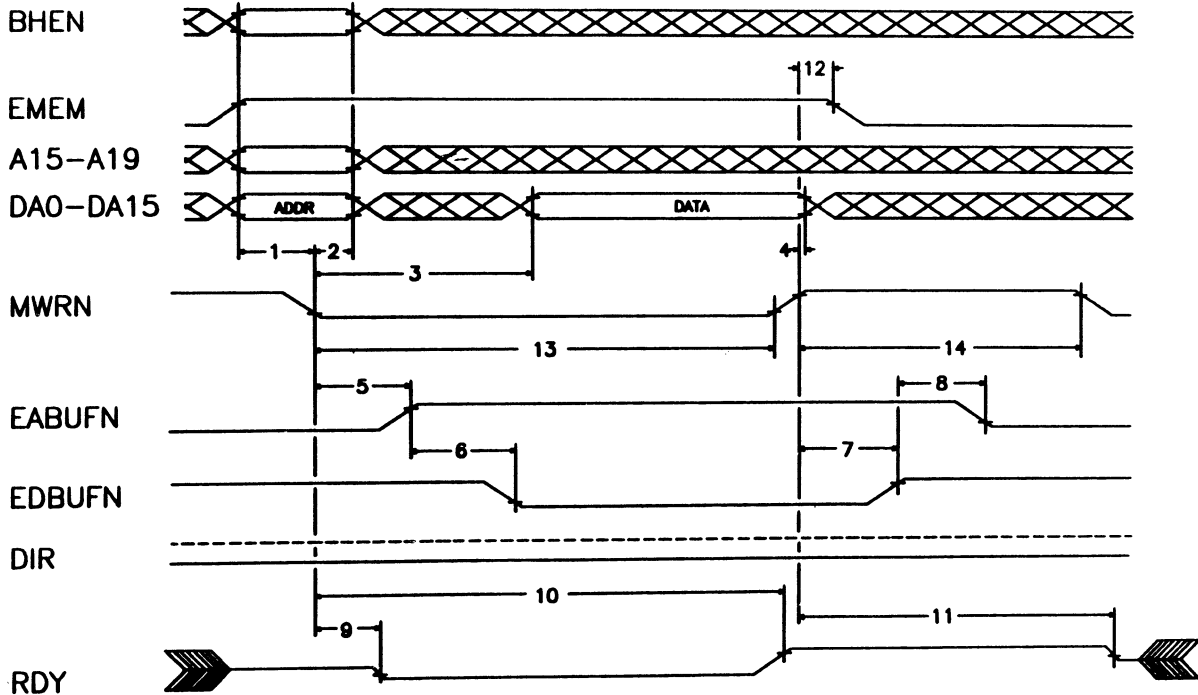 BHEN
12
EMEM
A15-A19
DA0-DA15
ADDR
DATA
1
2
3
4
MWRN
13
14
5
8
EABUFN
6
7
EDBUFN
DIR
10
11
9
RDY